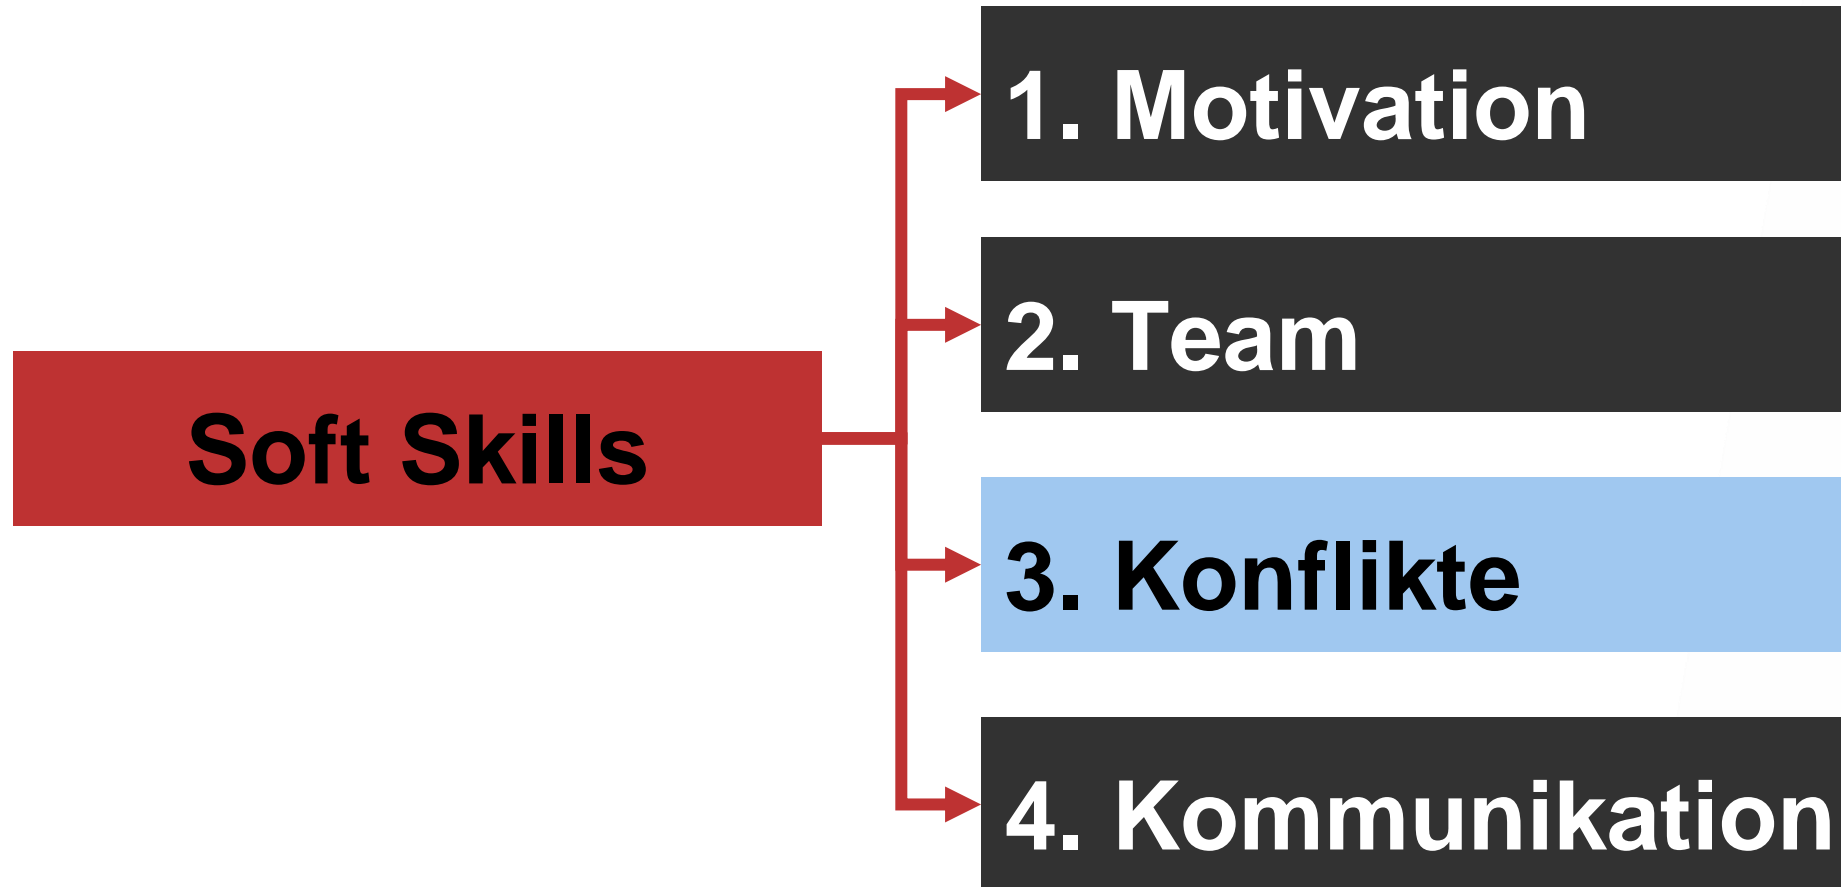 Soft Skills
1. Motivation
2. Team
3. Konflikte
4. Kommunikation